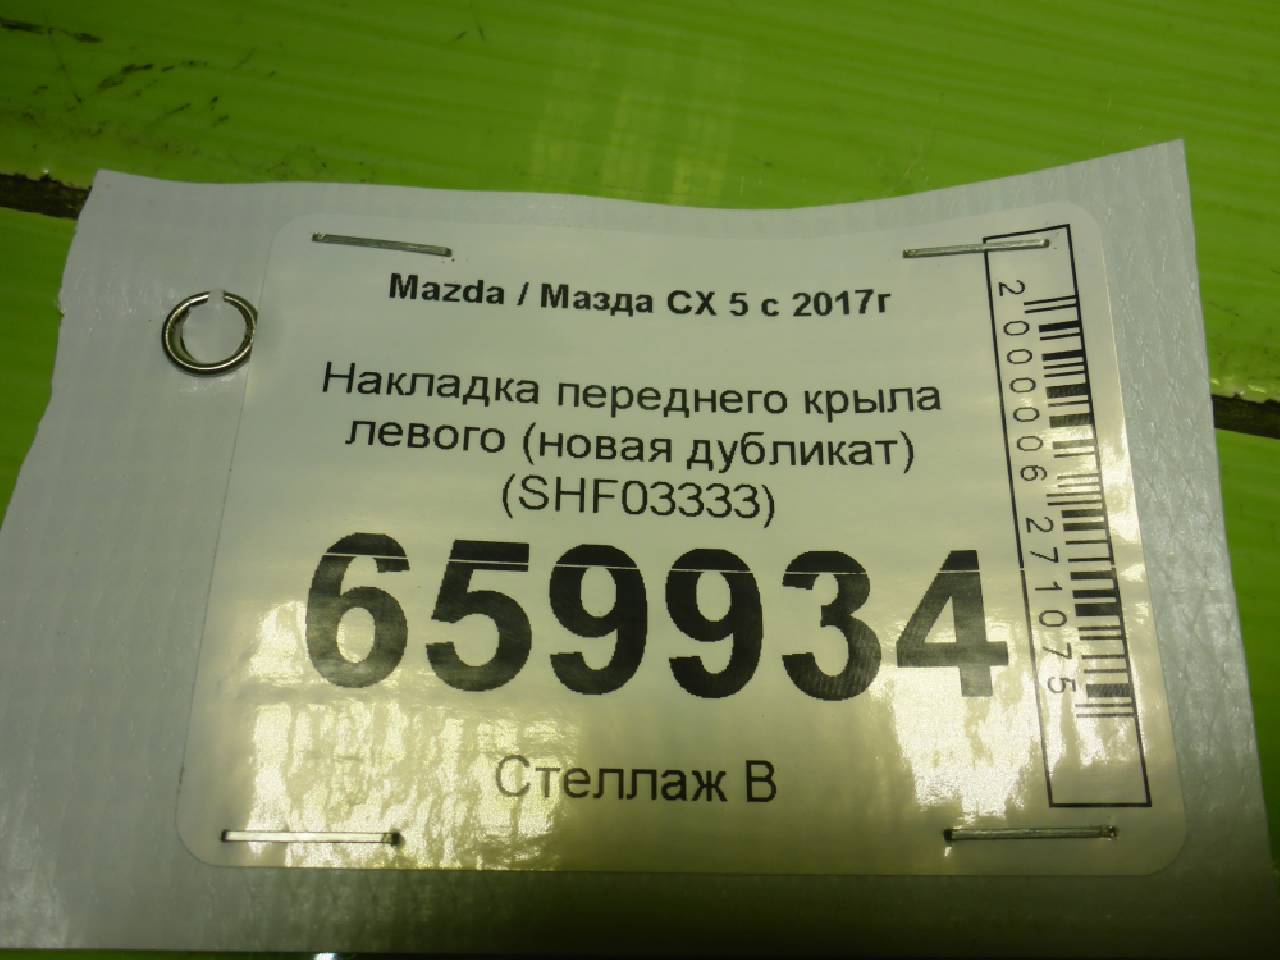 Mazda / Мазда CX 5 с 2017г
Накладка переднего крыла
левого (новая дубликат)
(SHF03333)
659934
Стеллаж В
2000006271075